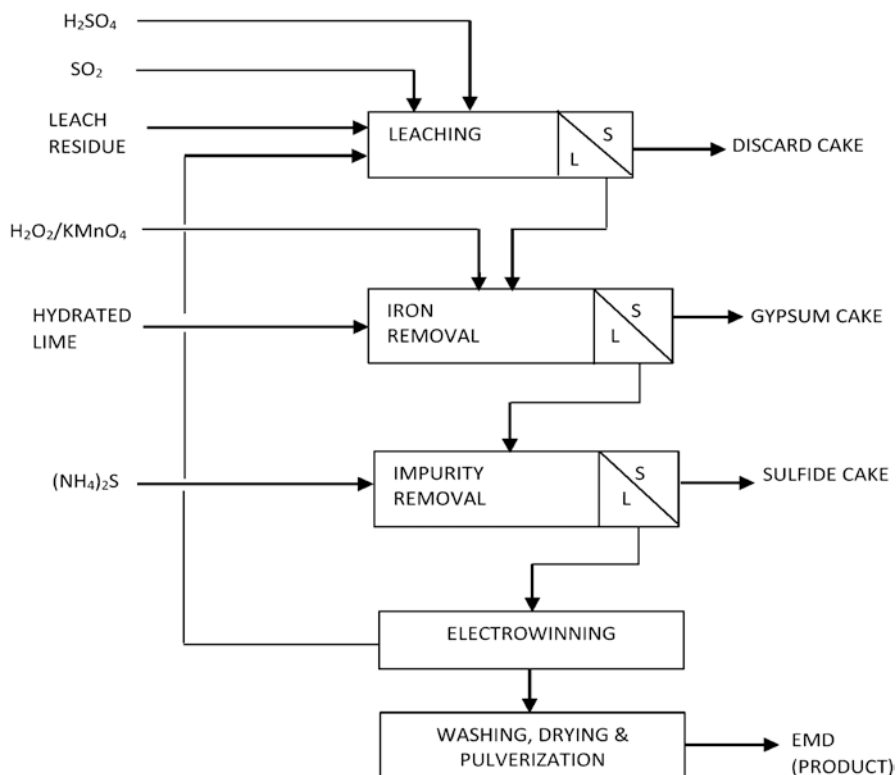 H₂SO₄
SO₂
LEACH
RESIDUE
LEACHING
S
L
DISCARD CAKE
H₂O₂/KMnO₄
HYDRATED
LIME
IRON
REMOVAL
S
L
GYPSUM CAKE
(NH₄)₂S
IMPURITY
REMOVAL
S
L
SULFIDE CAKE
ELECTROWINNING
WASHING, DRYING &
PULVERIZATION
EMD
(PRODUCT)